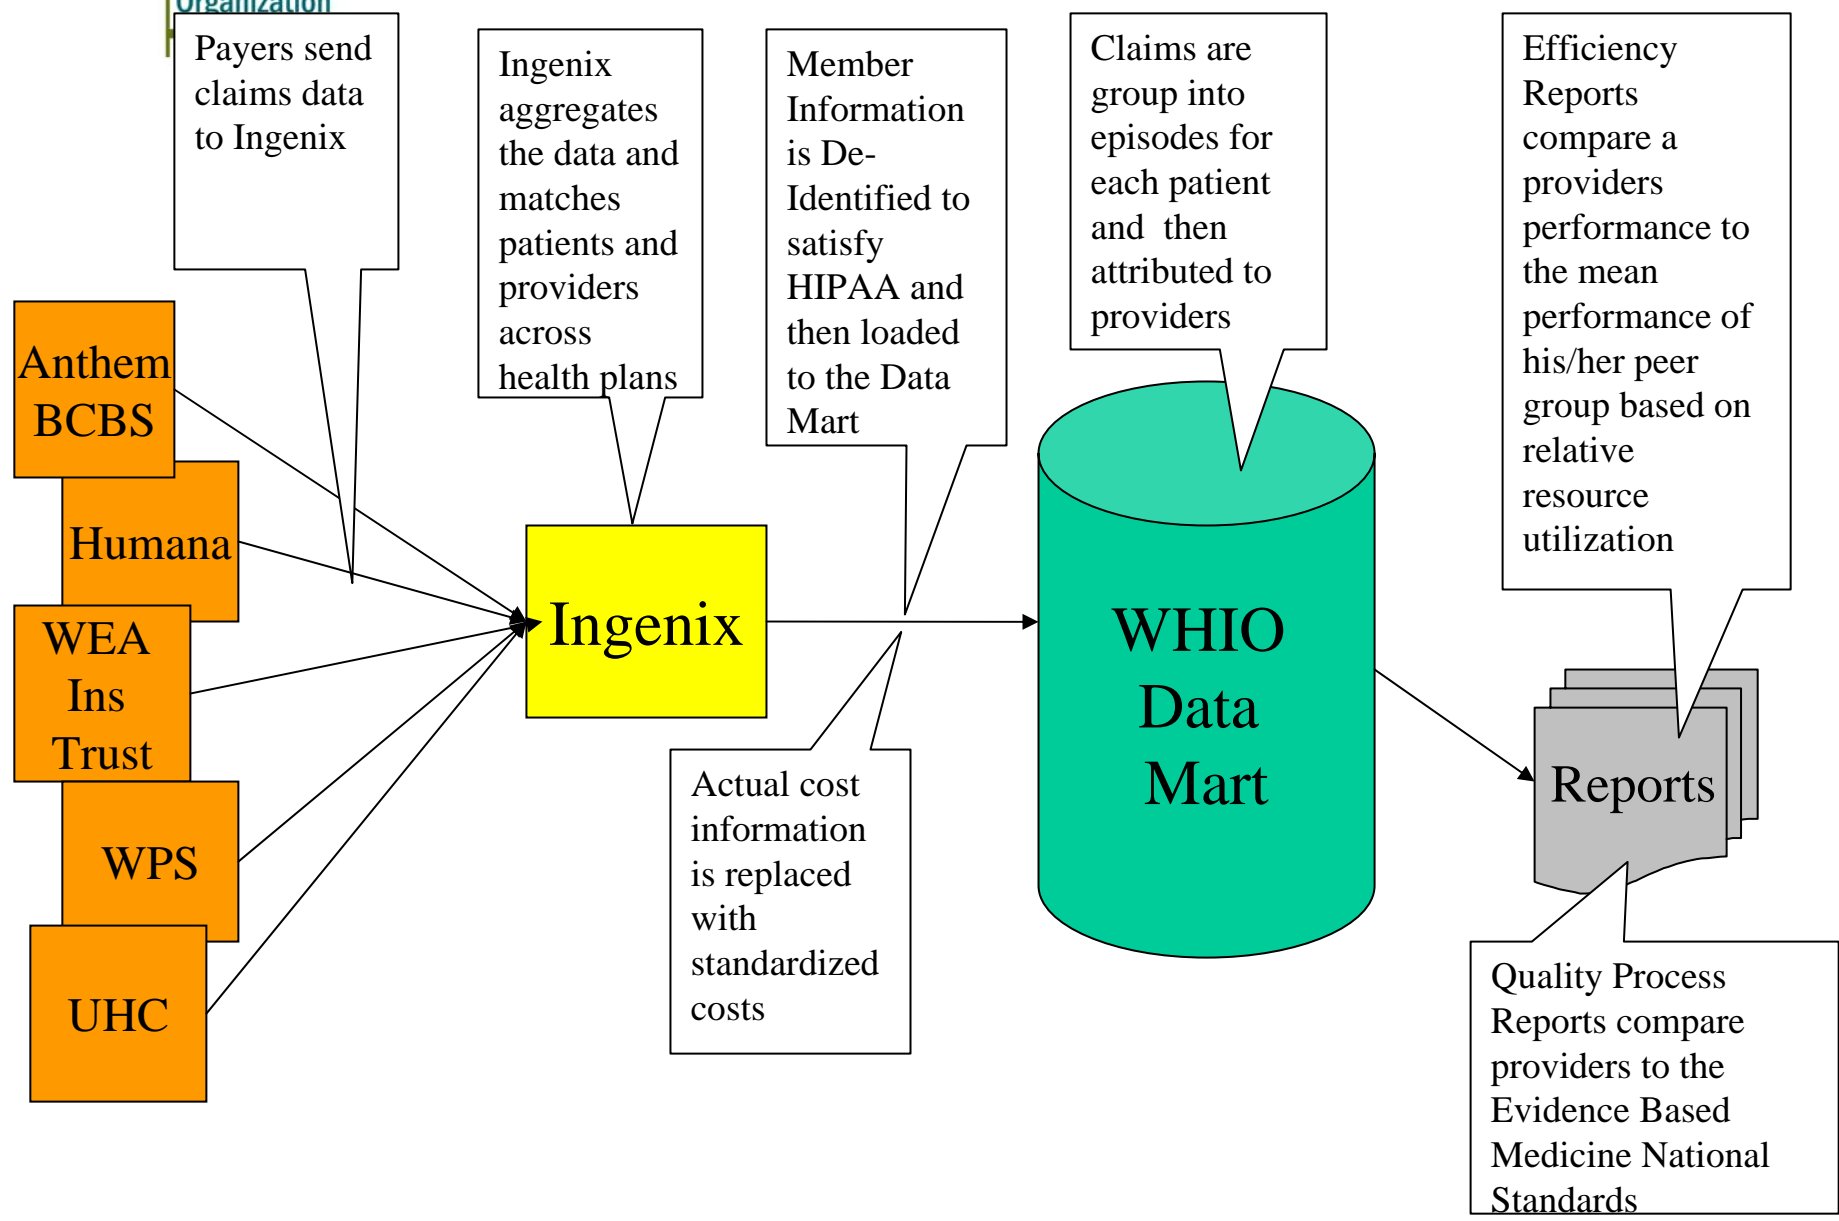 Organization
Payers send
claims data
to Ingenix
Ingenix
aggregates
the data and
matches
patients and
providers
across
health plans
Member
Information
is De-
Identified to
satisfy
HIPAA and
then loaded
to the Data
Mart
Claims are
group into
episodes for
each patient
and then
attributed to
providers
Efficiency
Reports
compare a
providers
performance to
the mean
performance of
his/her peer
group based on
relative
resource
utilization
Anthem
BCBS
Humana
WEA
Ins
Trust
WPS
UHC
Ingenix
WHIO
Data
Mart
Reports
Actual cost
information
is replaced
with
standardized
costs
Quality Process
Reports compare
providers to the
Evidence Based
Medicine National
Standards